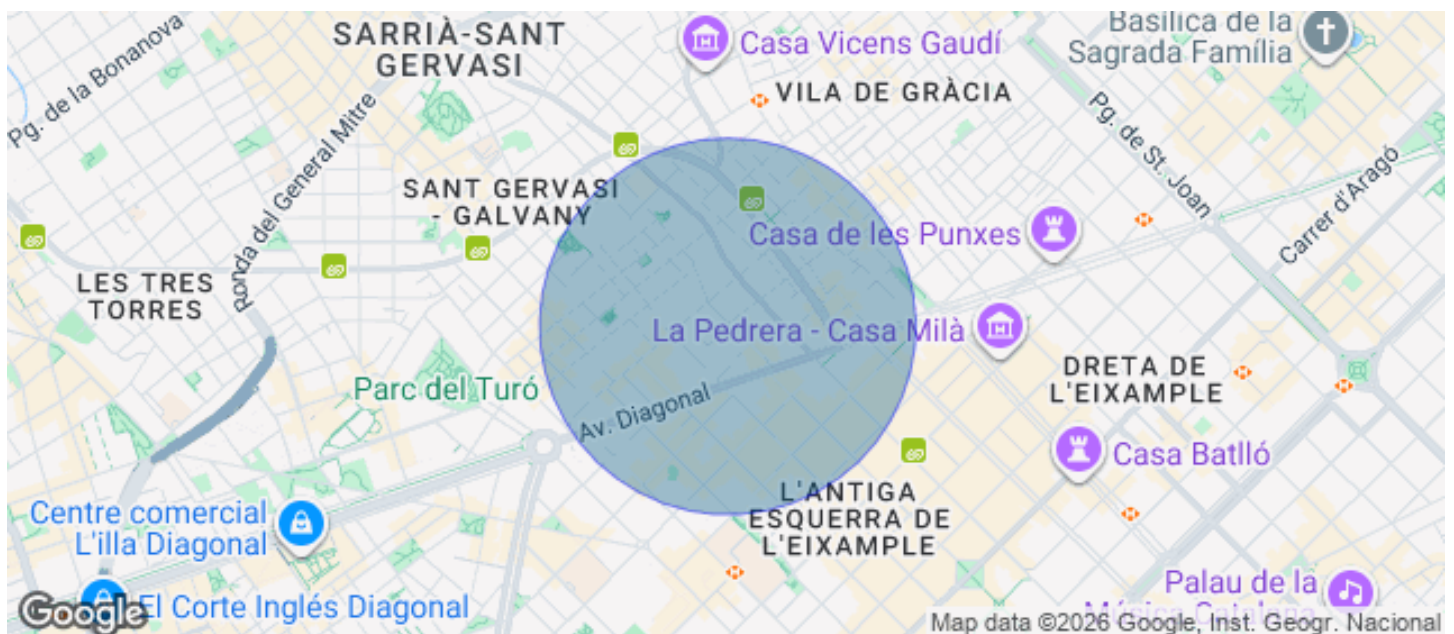 Pg. de la Bonanova
SARRIÀ-SANT
GERVASI
Casa Vicens Gaudí
Basílica de la
Sagrada Família
VILA DE GRÀCIA
Ronda del General Mitre
Pg. de St. Joan
Carrer d'Aragó
SANT GERVASI
- GALVANY
Casa de les Punxes
LES TRES
TORRES
La Pedrera - Casa Milà
Parc del Turó
Av. Diagonal
DRETA DE
L'EIXAMPLE
Casa Batlló
L'ANTIGA
ESQUERRA DE
L'EIXAMPLE
Centre comercial
L'illa Diagonal
El Corte Inglés Diagonal
Palau de la
Música Catalana
Google
Map data ©2026 Google, Inst. Geogr. Nacional